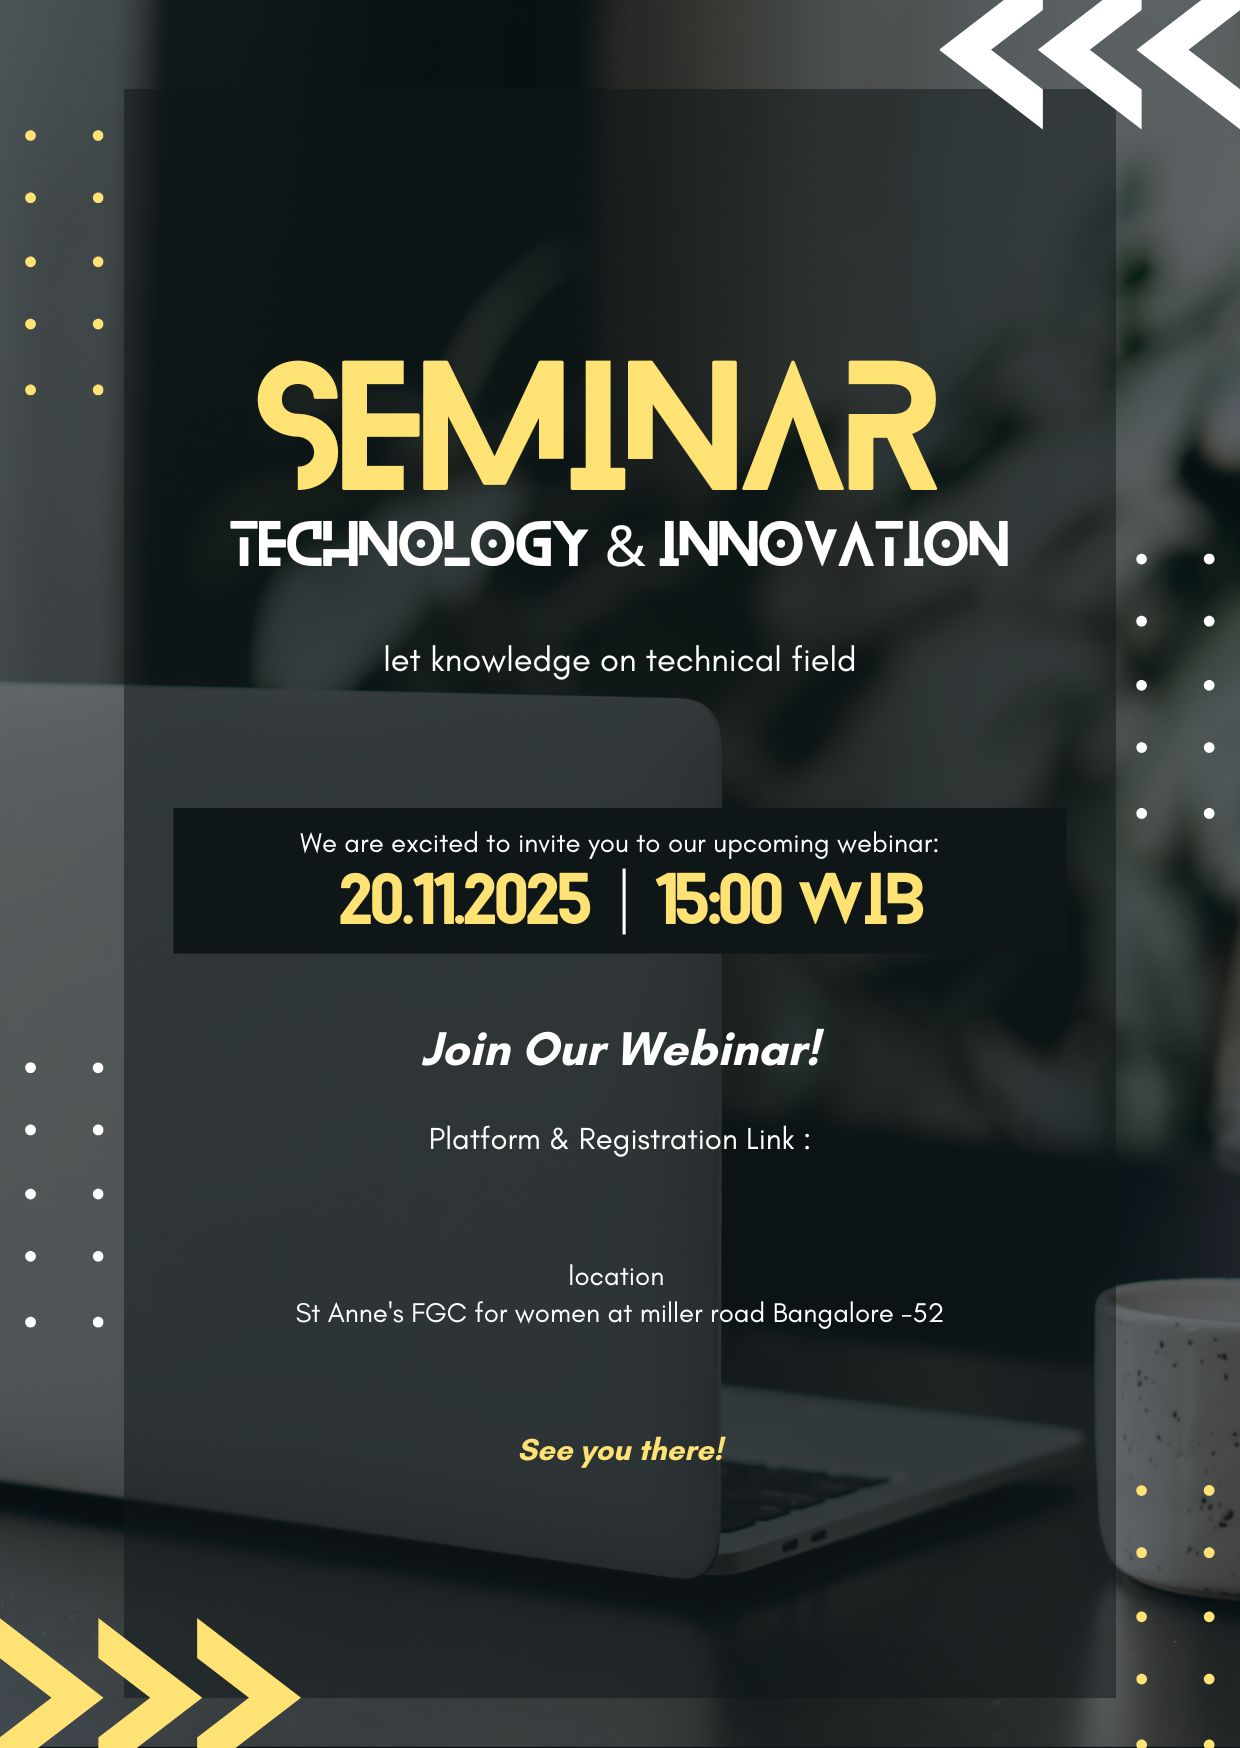 SEMINAR
TECHNOLOGY & INNOVATION
let knowledge on technical field
We are excited to invite you to our upcoming webinar:
20.11.2025 | 15:00 WIB
Join Our Webinar!
Platform & Registration Link :
location
St Anne's FGC for women at miller road Bangalore -52
See you there!